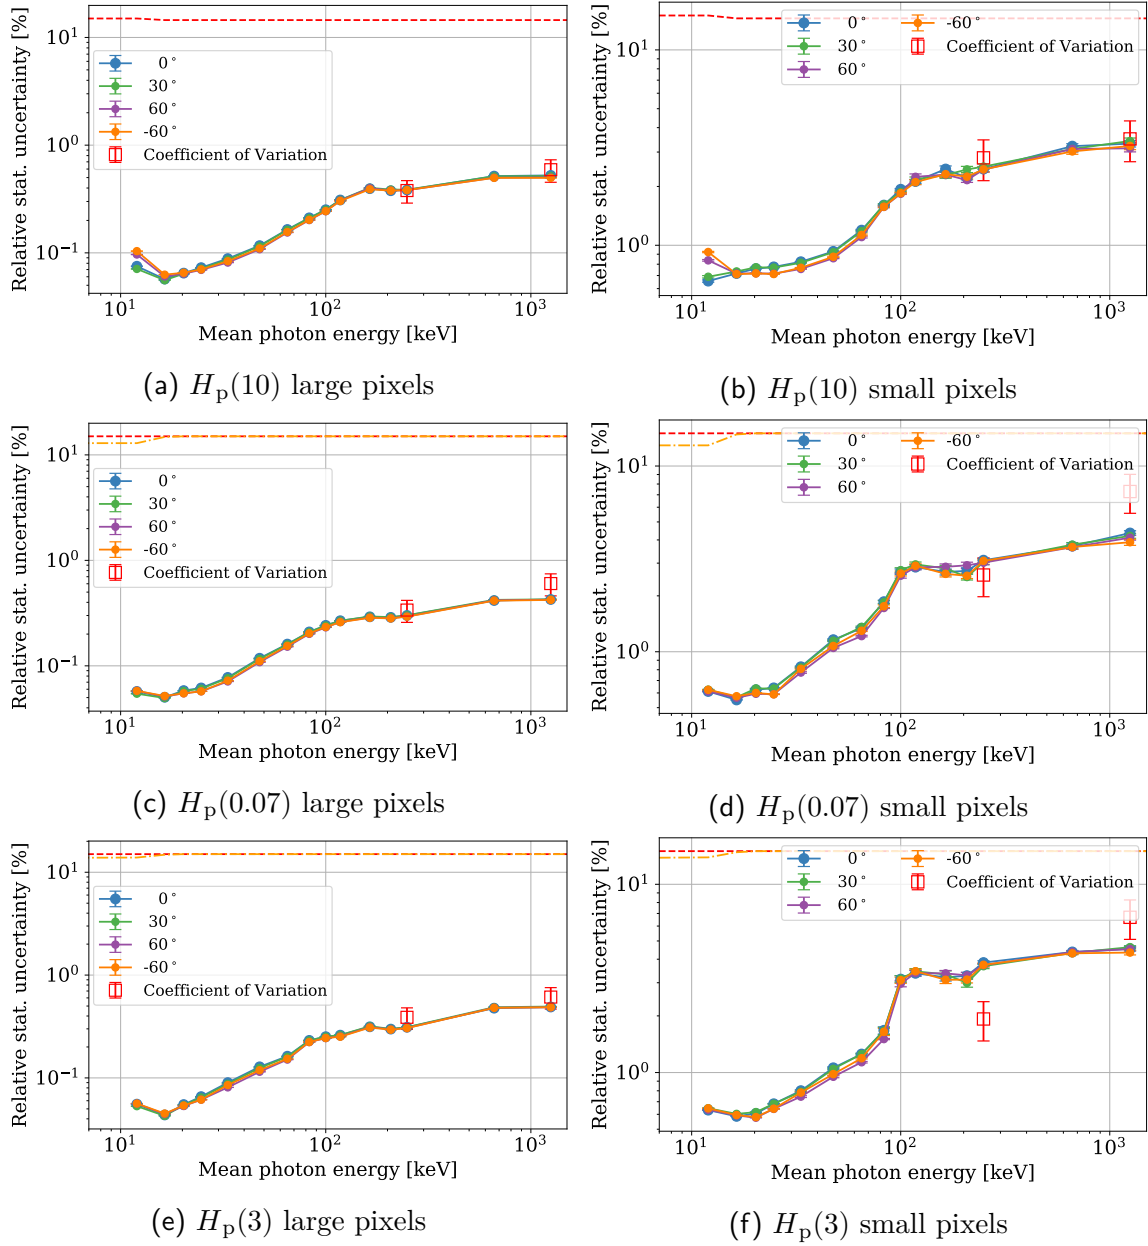 Relative stat. uncertainty [%]
10¹
10⁰
10⁻¹
0°
30°
60°
-60°
Coefficient of Variation
10¹ 10² 10³
Mean photon energy [keV]
(a) Hₚ(10) large pixels
Relative stat. uncertainty [%]
10¹
10⁰
0°
30°
60°
-60°
Coefficient of Variation
10¹ 10² 10³
Mean photon energy [keV]
(b) Hₚ(10) small pixels
Relative stat. uncertainty [%]
10¹
10⁰
10⁻¹
0°
30°
60°
-60°
Coefficient of Variation
10¹ 10² 10³
Mean photon energy [keV]
(c) Hₚ(0.07) large pixels
Relative stat. uncertainty [%]
10¹
10⁰
0°
30°
60°
-60°
Coefficient of Variation
10¹ 10² 10³
Mean photon energy [keV]
(d) Hₚ(0.07) small pixels
Relative stat. uncertainty [%]
10¹
10⁰
10⁻¹
0°
30°
60°
-60°
Coefficient of Variation
10¹ 10² 10³
Mean photon energy [keV]
(e) Hₚ(3) large pixels
Relative stat. uncertainty [%]
10¹
10⁰
0°
30°
60°
-60°
Coefficient of Variation
10¹ 10² 10³
Mean photon energy [keV]
(f) Hₚ(3) small pixels